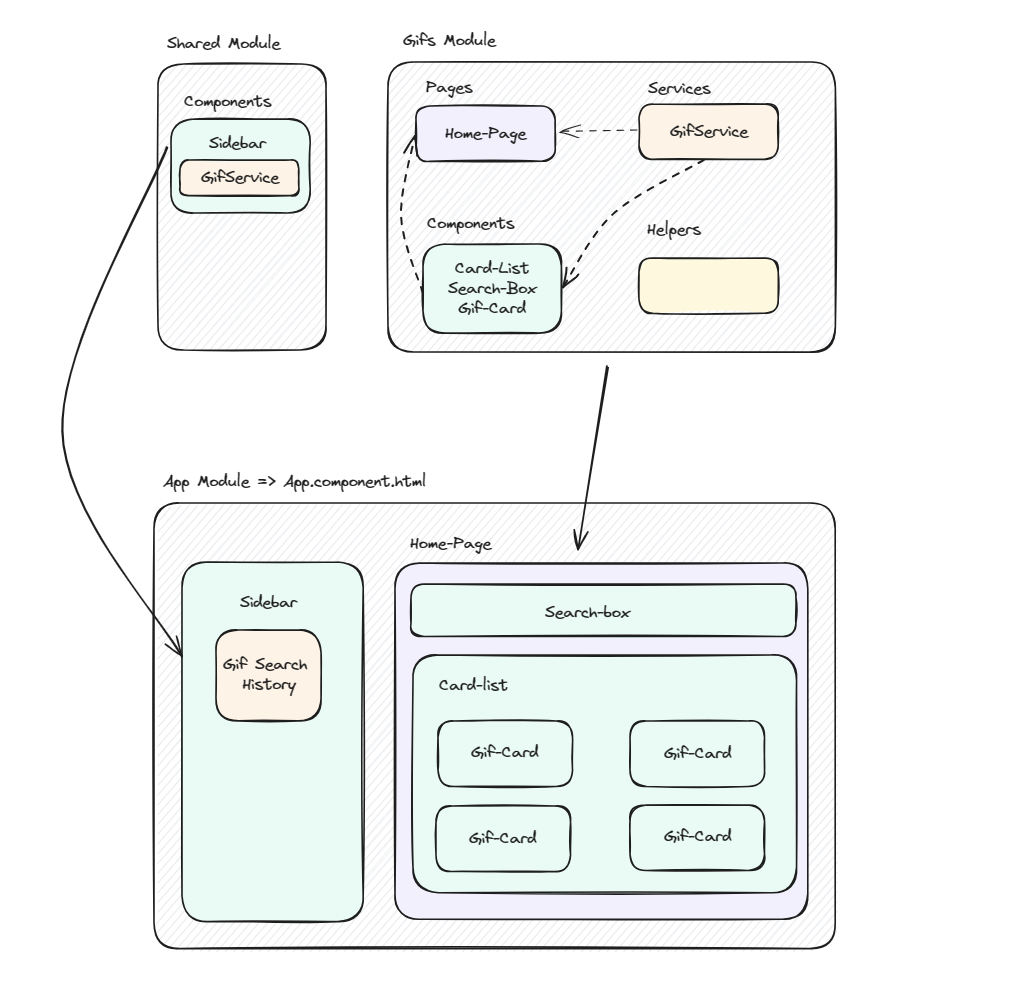 Shared Module
Components
Sidebar
GifService
Gifs Module
Pages
Home-Page
Services
GifService
Components
Card-List
Search-Box
Gif-Card
Helpers
App Module => App.component.html
Sidebar
Gif Search
History
Home-Page
Search-box
Card-list
Gif-Card
Gif-Card
Gif-Card
Gif-Card